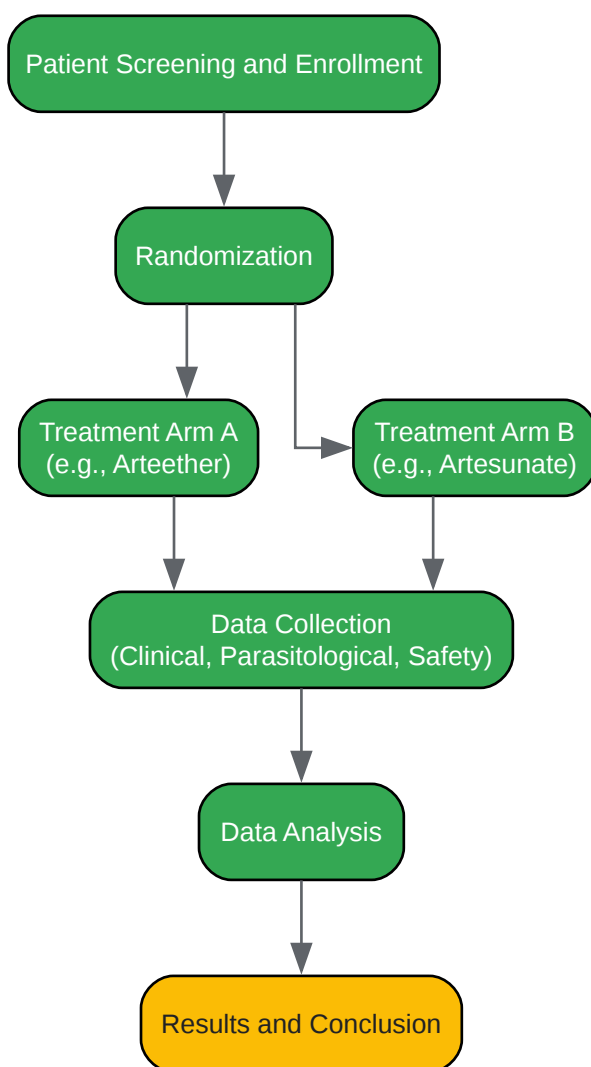 Patient Screening and Enrollment
Randomization
Treatment Arm A
(e.g., Arteether)
Treatment Arm B
(e.g., Artesunate)
Data Collection
(Clinical, Parasitological, Safety)
Data Analysis
Results and Conclusion